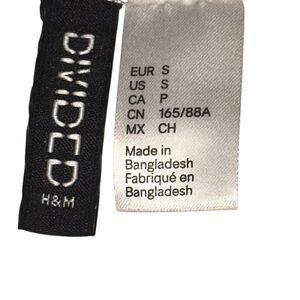 DIVIDED
H&M
EUR S
US S
CA P
CN 165/88A
MX CH
Made in
Bangladesh
Fabriqué en
Bangladesh